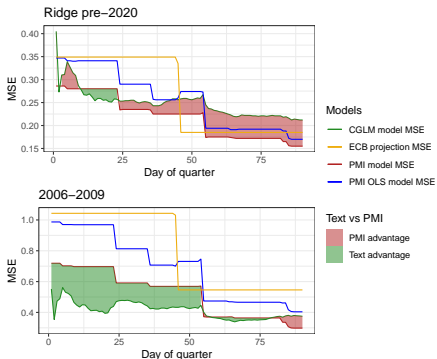 Ridge pre−2020
0.40
0.35
0.30
0.25
0.20
0.15
MSE
0
25
50
75
Day of quarter
2006−2009
1.0
0.8
0.6
0.4
MSE
0
25
50
75
Day of quarter
Models
CGLM model MSE
ECB projection MSE
PMI model MSE
PMI OLS model MSE
Text vs PMI
PMI advantage
Text advantage